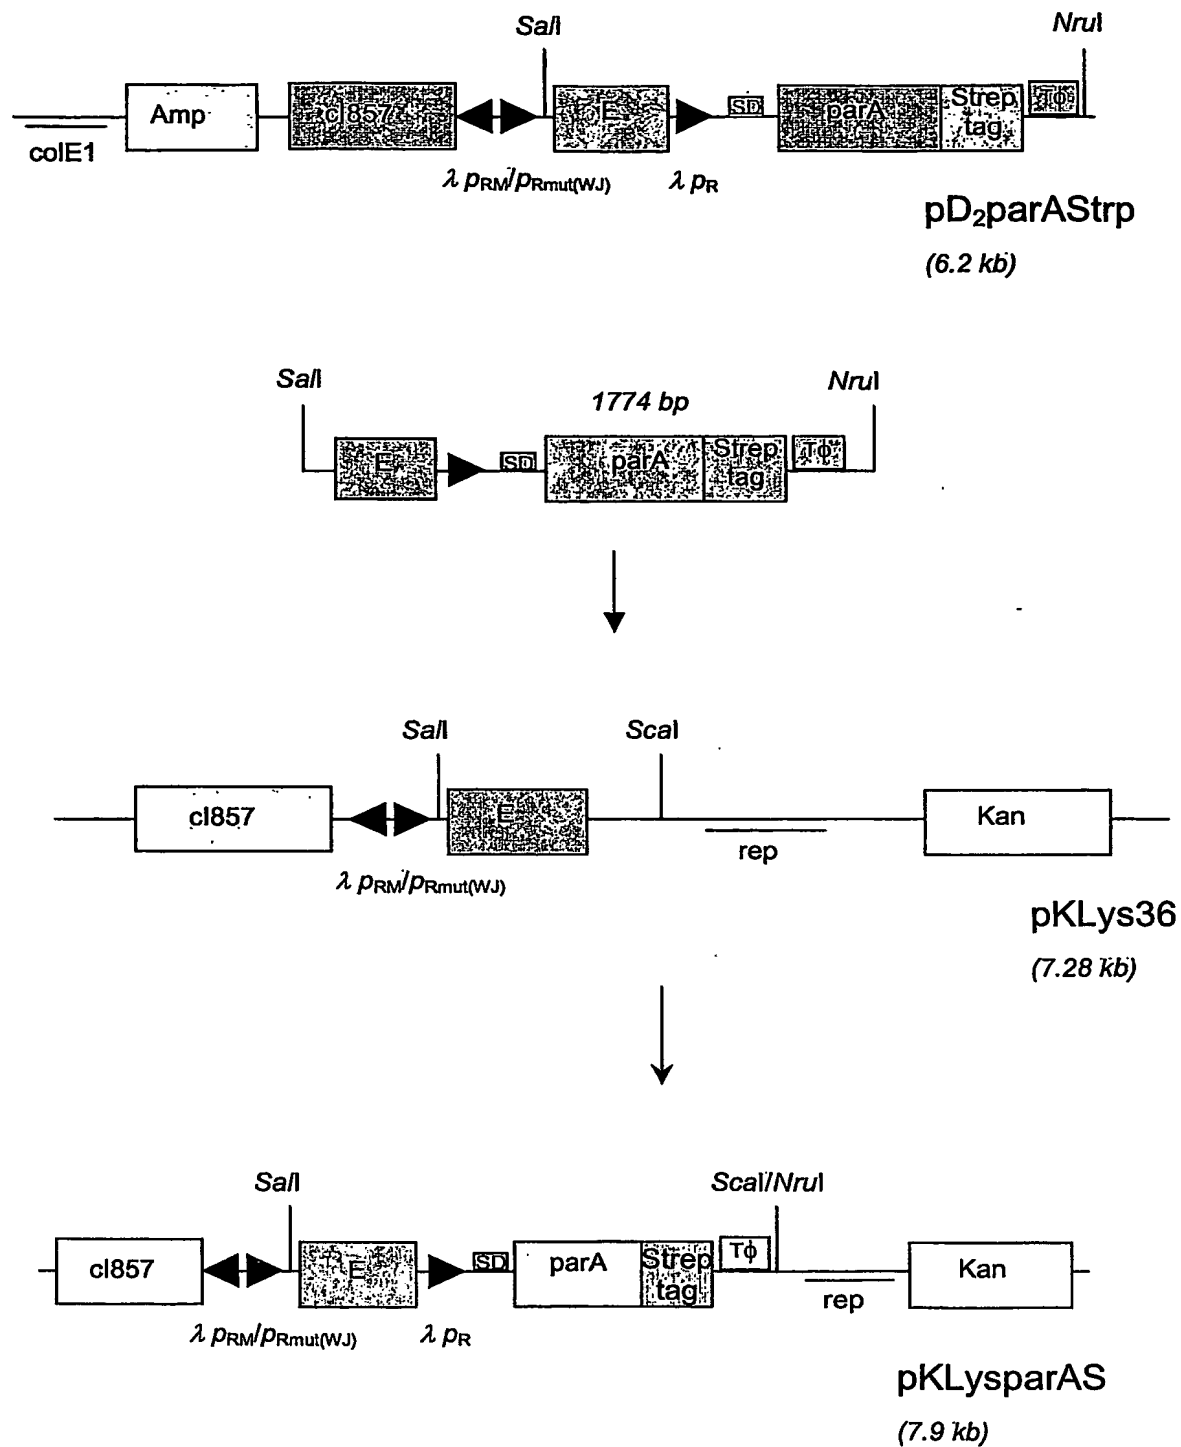 SalI NruI
Amp cI857 E SD parA Strep tag Tϕ
colE1
λ pRM/pRmut(WJ) λ pR
pD₂parAStrp
(6.2 kb)
SalI NruI
1774 bp
E SD parA Strep tag Tϕ
SalI ScaI
cI857 E Kan
rep
λ pRM/pRmut(WJ)
pKLys36
(7.28 kb)
SalI ScaI/NruI
cI857 E SD parA Strep tag Tϕ Kan
rep
λ pRM/pRmut(WJ) λ pR
pKLysparAS
(7.9 kb)